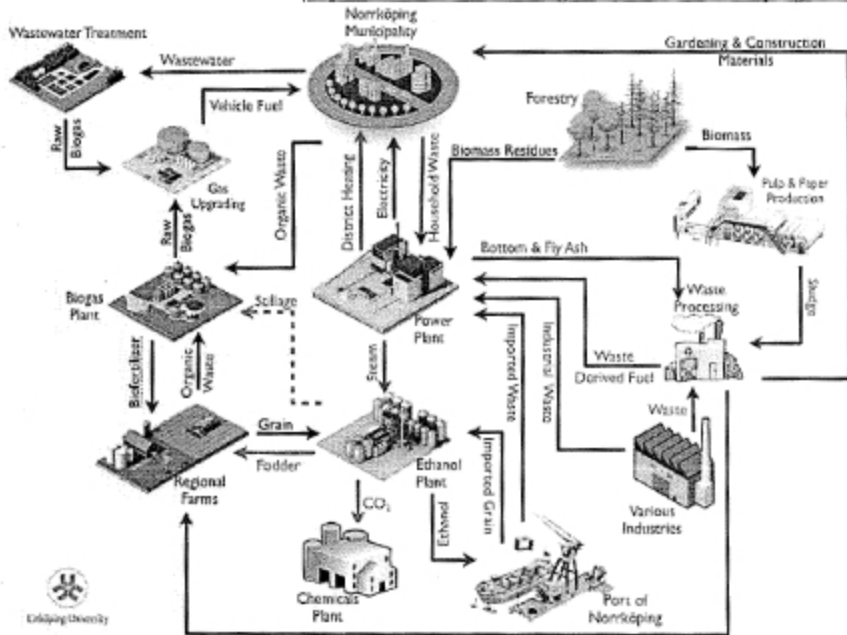 Norrköping
Municipality
Wastewater Treatment
Wastewater
Gardening & Construction
Materials
Vehicle Fuel
Forestry
Raw
Biogas
Biomass
Biomass Residues
Gas
Upgrading
Organic Waste
District Heating
Electricity
Household Waste
Pulp & Paper
Production
Raw
Biogas
Bottom & Fly Ash
Waste
Processing
Sludge
Biogas
Plant
Stillage
Power
Plant
Imported Waste
Industrial Waste
Waste
Derived Fuel
Biofertilizer
Organic
Waste
Steam
Waste
Grain
Fodder
Regional
Farms
Ethanol
Plant
Imported Grain
Various
Industries
CO₂
Ethanol
Chemicals
Plant
Port of
Norrköping
Linköping University